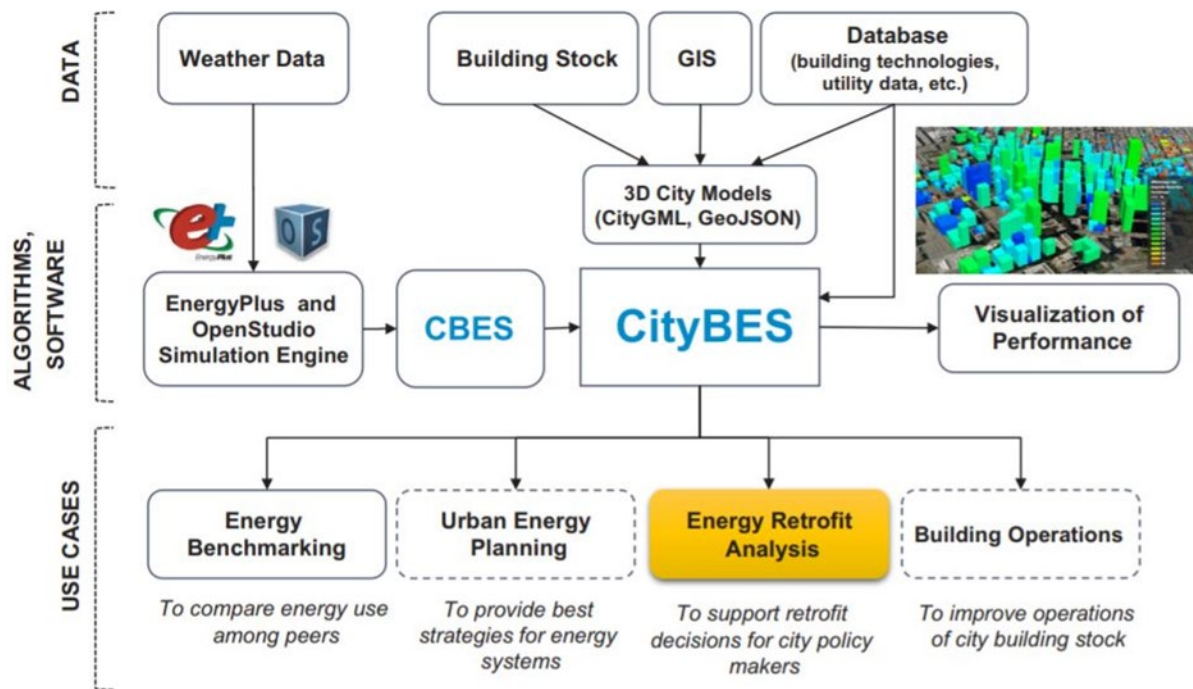 DATA
Weather Data
Building Stock
GIS
Database
(building technologies,
utility data, etc.)
3D City Models
(CityGML, GeoJSON)
ALGORITHMS,
SOFTWARE
e+
EnergyPlus
OS
EnergyPlus and
OpenStudio
Simulation Engine
CBES
CityBES
Visualization of
Performance
USE CASES
Energy
Benchmarking
Urban Energy
Planning
Energy Retrofit
Analysis
Building Operations
To compare energy use
among peers
To provide best
strategies for energy
systems
To support retrofit
decisions for city policy
makers
To improve operations
of city building stock